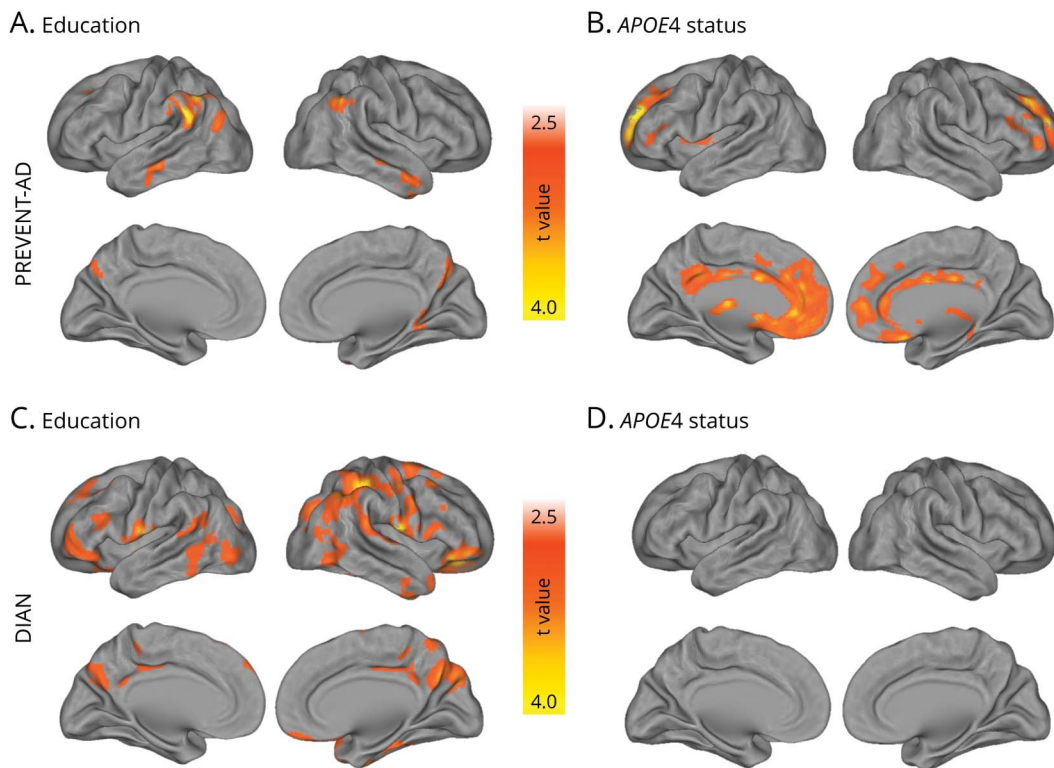 A. Education
B. APOE4 status
PREVENT-AD
2.5
t value
4.0
C. Education
D. APOE4 status
DIAN
2.5
t value
4.0